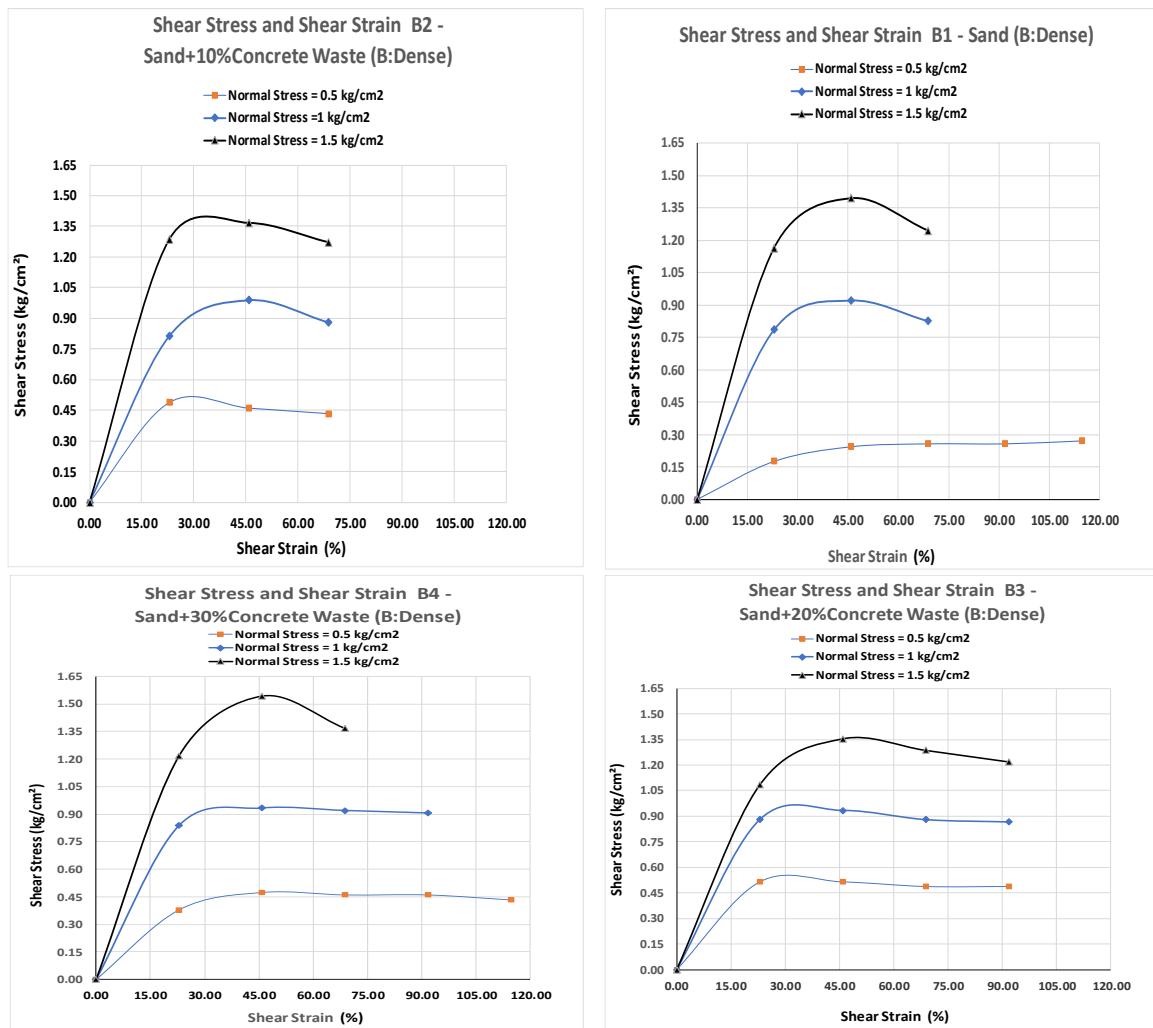 Shear Stress and Shear Strain B2 -
Sand+10%Concrete Waste (B:Dense)
Normal Stress = 0.5 kg/cm2
Normal Stress =1 kg/cm2
Normal Stress = 1.5 kg/cm2
1.65
1.50
1.35
1.20
1.05
0.90
0.75
0.60
0.45
0.30
0.15
0.00
Shear Stress (kg/cm²)
0.00 15.00 30.00 45.00 60.00 75.00 90.00 105.00 120.00
Shear Strain (%)
Shear Stress and Shear Strain B1 - Sand (B:Dense)
Normal Stress = 0.5 kg/cm2
Normal Stress = 1 kg/cm2
Normal Stress = 1.5 kg/cm2
1.65
1.50
1.35
1.20
1.05
0.90
0.75
0.60
0.45
0.30
0.15
0.00
Shear Stress (kg/cm²)
0.00 15.00 30.00 45.00 60.00 75.00 90.00 105.00 120.00
Shear Strain (%)
Shear Stress and Shear Strain B4 -
Sand+30%Concrete Waste (B:Dense)
Normal Stress = 0.5 kg/cm2
Normal Stress = 1 kg/cm2
Normal Stress = 1.5 kg/cm2
1.65
1.50
1.35
1.20
1.05
0.90
0.75
0.60
0.45
0.30
0.15
0.00
Shear Stress (kg/cm²)
0.00 15.00 30.00 45.00 60.00 75.00 90.00 105.00 120.00
Shear Strain (%)
Shear Stress and Shear Strain B3 -
Sand+20%Concrete Waste (B:Dense)
Normal Stress = 0.5 kg/cm2
Normal Stress = 1 kg/cm2
Normal Stress = 1.5 kg/cm2
1.65
1.50
1.35
1.20
1.05
0.90
0.75
0.60
0.45
0.30
0.15
0.00
Shear Stress (kg/cm²)
0.00 15.00 30.00 45.00 60.00 75.00 90.00 105.00 120.00
Shear Strain (%)